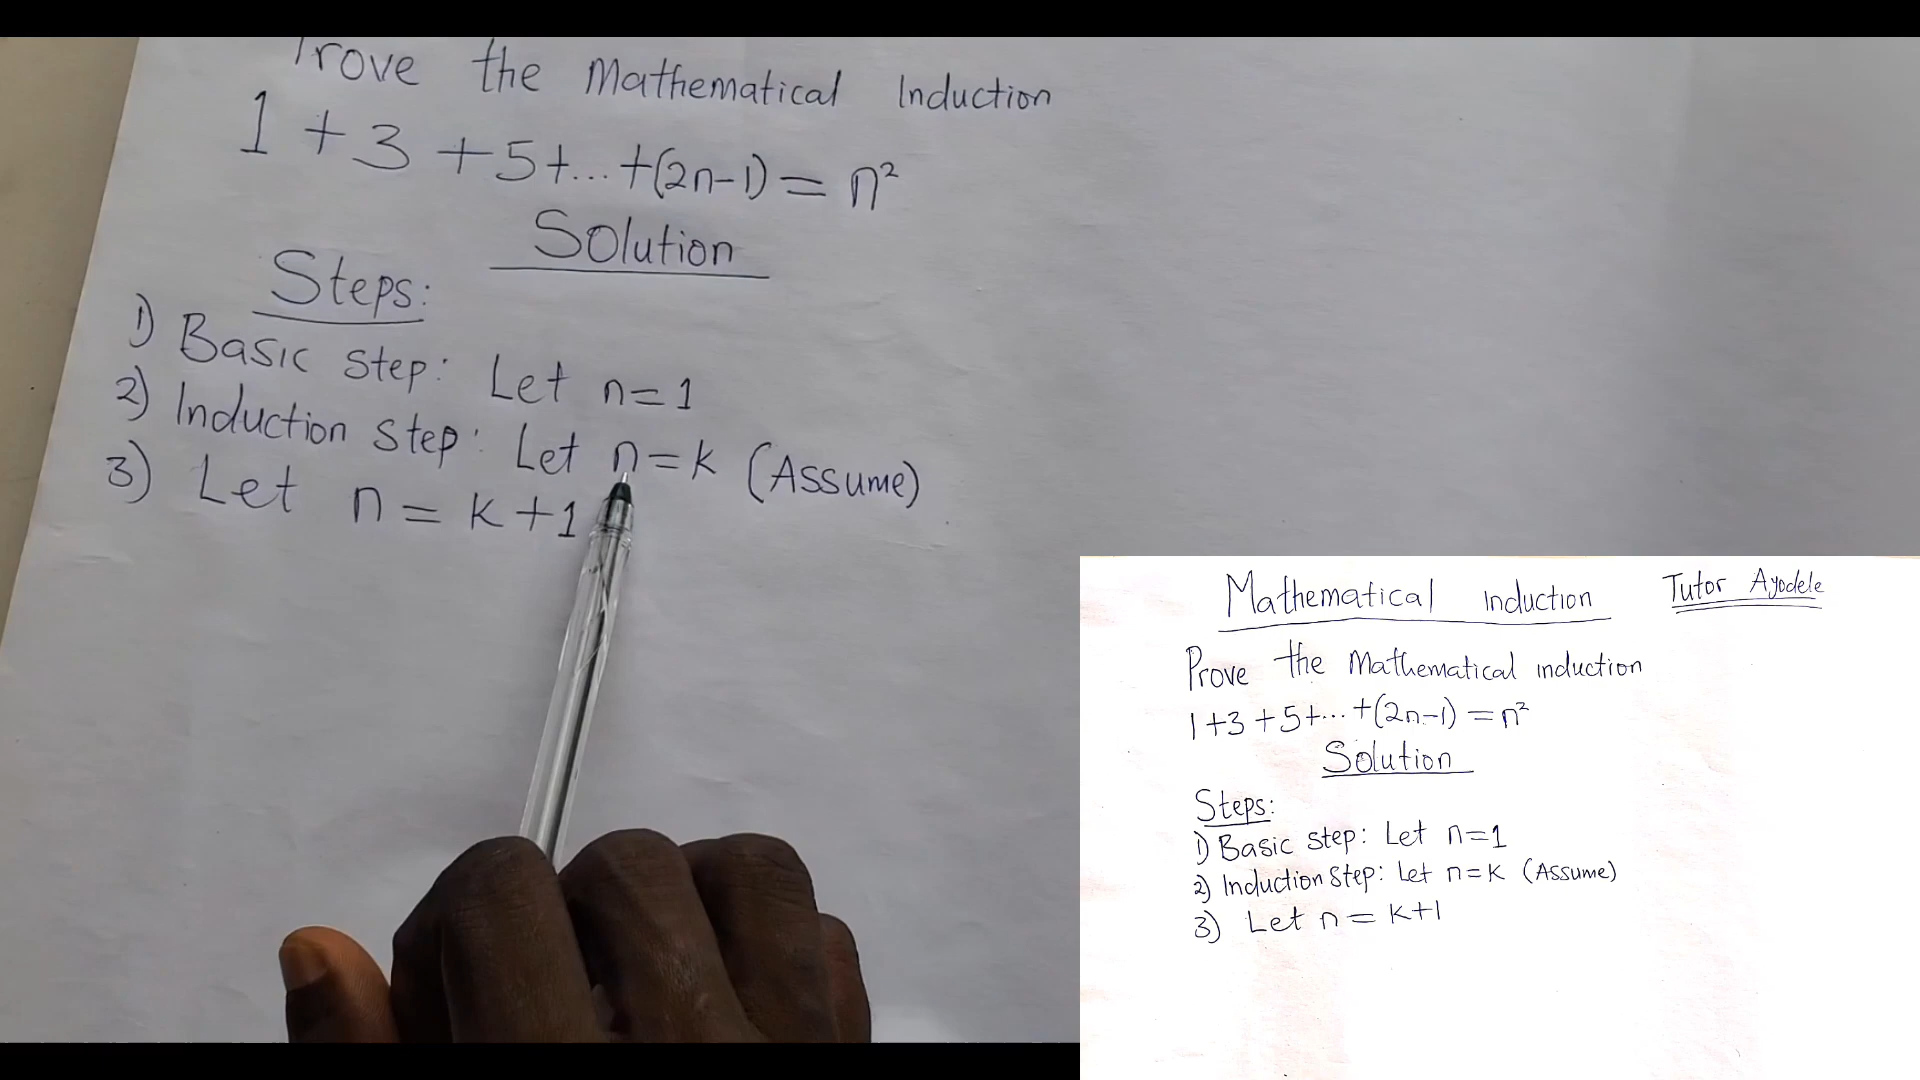 Prove the Mathematical Induction
1 + 3 + 5 + ... + (2n-1) = n²
Solution
Steps:
1) Basic step: Let n=1
2) Induction step: Let n=k (Assume)
3) Let n = k+1
Mathematical induction Tutor Ayodele
Prove the Mathematical induction
1+3+5+...+(2n-1) = n²
Solution
Steps:
1) Basic step: Let n=1
2) Induction step: Let n=k (Assume)
3) Let n = k+1